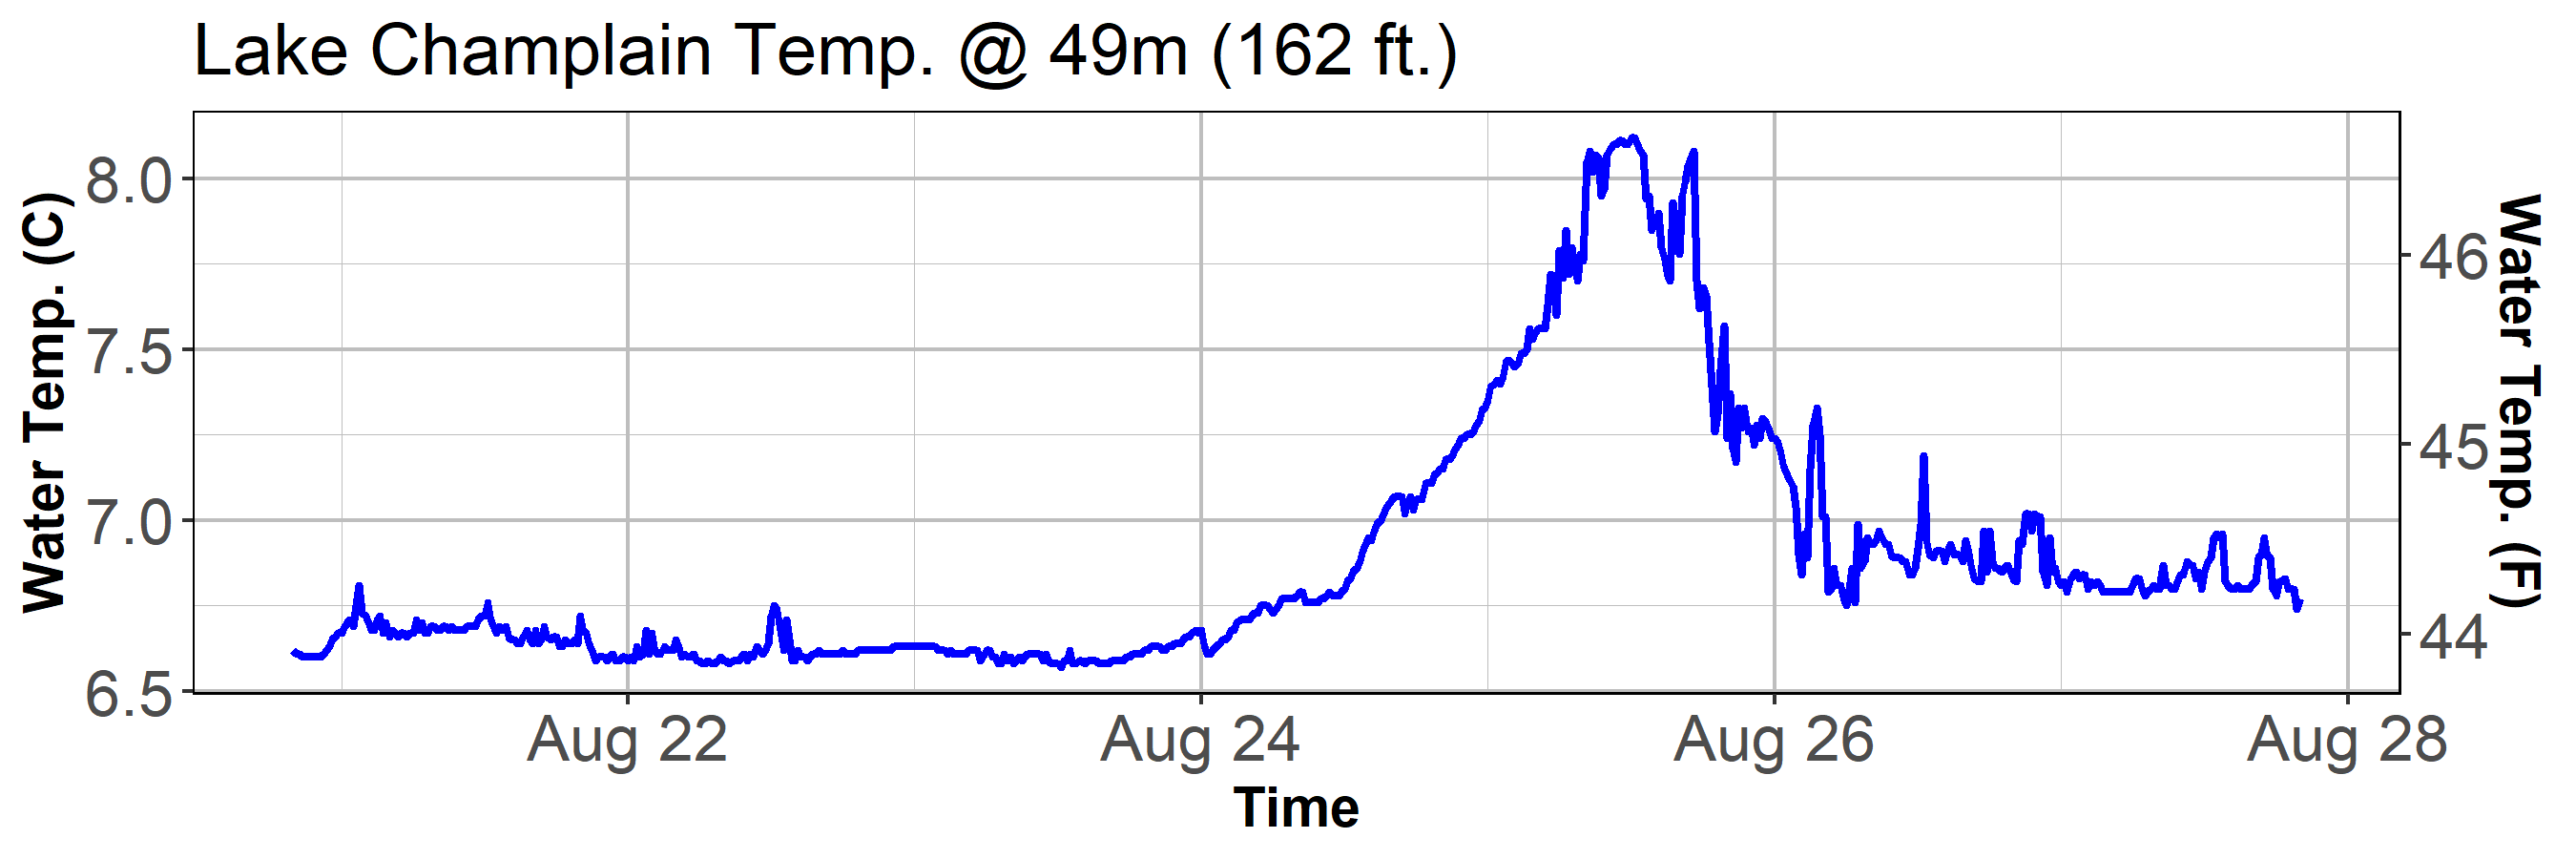 Lake Champlain Temp. @ 49m (162 ft.)
Water Temp. (C)
8.0
7.5
7.0
6.5
Water Temp. (F)
46
45
44
Aug 22 Aug 24 Aug 26 Aug 28
Time